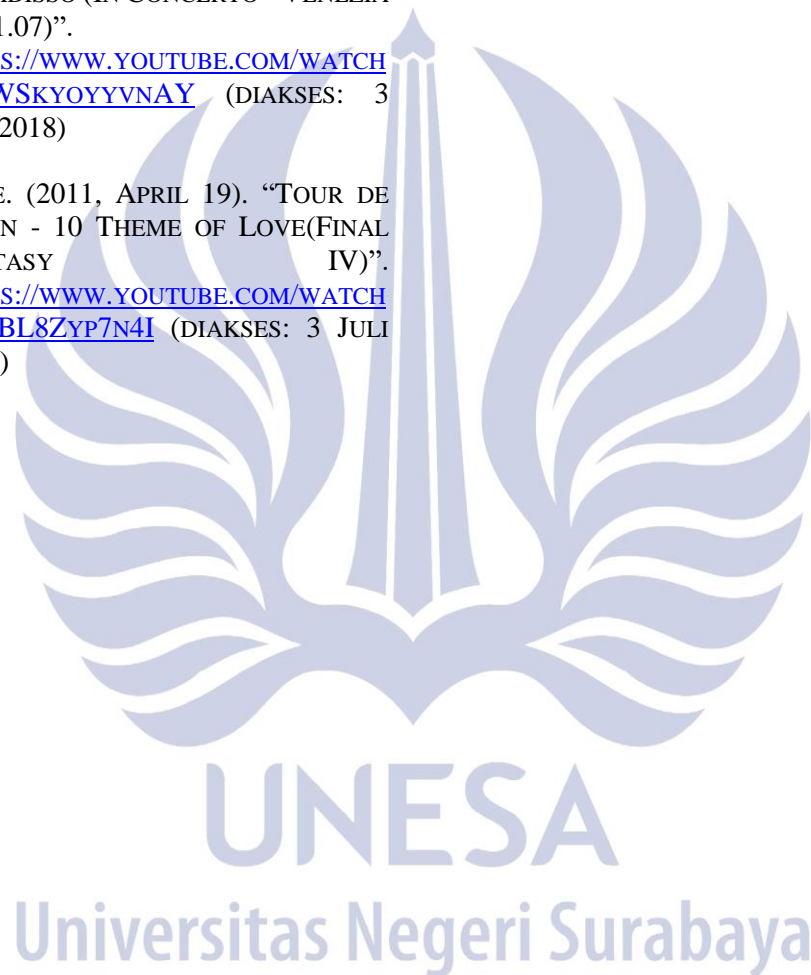 ADISSO (IN CONCERTO – VENEZIA
1.07)".
S://WWW.YOUTUBE.COM/WATCH
WSKYOYYVNAY (DIAKSES: 3
2018)
E. (2011, APRIL 19). "TOUR DE
N - 10 THEME OF LOVE(FINAL
TASY IV)".
S://WWW.YOUTUBE.COM/WATCH
BL8ZYP7N4I (DIAKSES: 3 JULI
)
UNESA
Universitas Negeri Surabaya